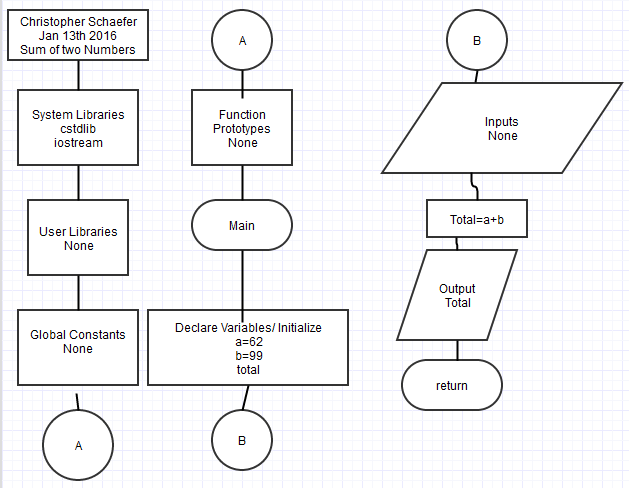 Christopher Schaefer
Jan 13th 2016
Sum of two Numbers
System Libraries
cstdlib
iostream
User Libraries
None
Global Constants
None
A
A
Function
Prototypes
None
Main
Declare Variables/ Initialize
a=62
b=99
total
B
B
Inputs
None
Total=a+b
Output
Total
return